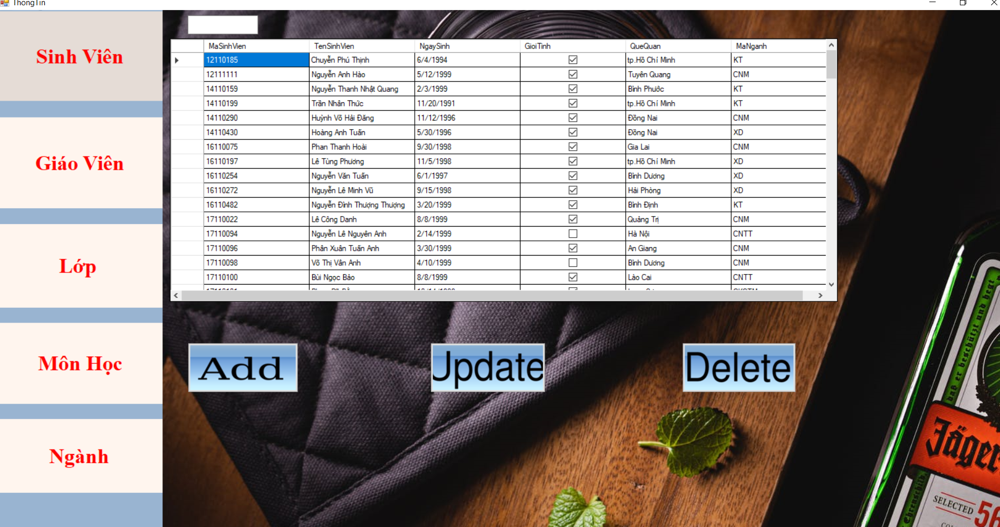 ThongTin
Sinh Viên
Giáo Viên
Lớp
Môn Học
Ngành
MaSinhVien TenSinhVien NgaySinh GioiTinh QueQuan MaNganh
12110185 Chuyễn Phú Thịnh 6/4/1994 tp.Hồ Chí Minh KT
12111111 Nguyễn Anh Hào 5/12/1999 Tuyên Quang CNM
14110159 Nguyễn Thanh Nhật Quang 2/3/1999 Bình Phước KT
14110199 Trần Nhân Thức 11/20/1991 tp.Hồ Chí Minh KT
14110290 Huỳnh Võ Hải Đăng 11/12/1996 Đồng Nai CNM
14110430 Hoàng Anh Tuấn 5/30/1996 Đồng Nai XD
16110075 Phan Thanh Hoài 9/30/1998 Gia Lai CNM
16110197 Lê Tùng Phương 11/5/1998 tp.Hồ Chí Minh XD
16110254 Nguyễn Văn Tuấn 6/1/1997 Bình Dương XD
16110272 Nguyễn Lê Minh Vũ 9/15/1998 Hải Phòng XD
16110482 Nguyễn Đình Thượng Thượng 3/20/1999 Bình Định KT
17110022 Lê Công Danh 8/8/1999 Quảng Trị CNM
17110094 Nguyễn Lê Nguyên Anh 2/14/1999 Hà Nội CNTT
17110096 Phân Xuân Tuấn Anh 3/30/1999 An Giang CNM
17110098 Võ Thị Vân Anh 4/10/1999 Bình Dương CNM
17110100 Bùi Ngọc Bảo 8/8/1999 Lào Cai CNTT
Add
Update
Delete
daß er beschützt und hegt
Jäger
SELECTED 56